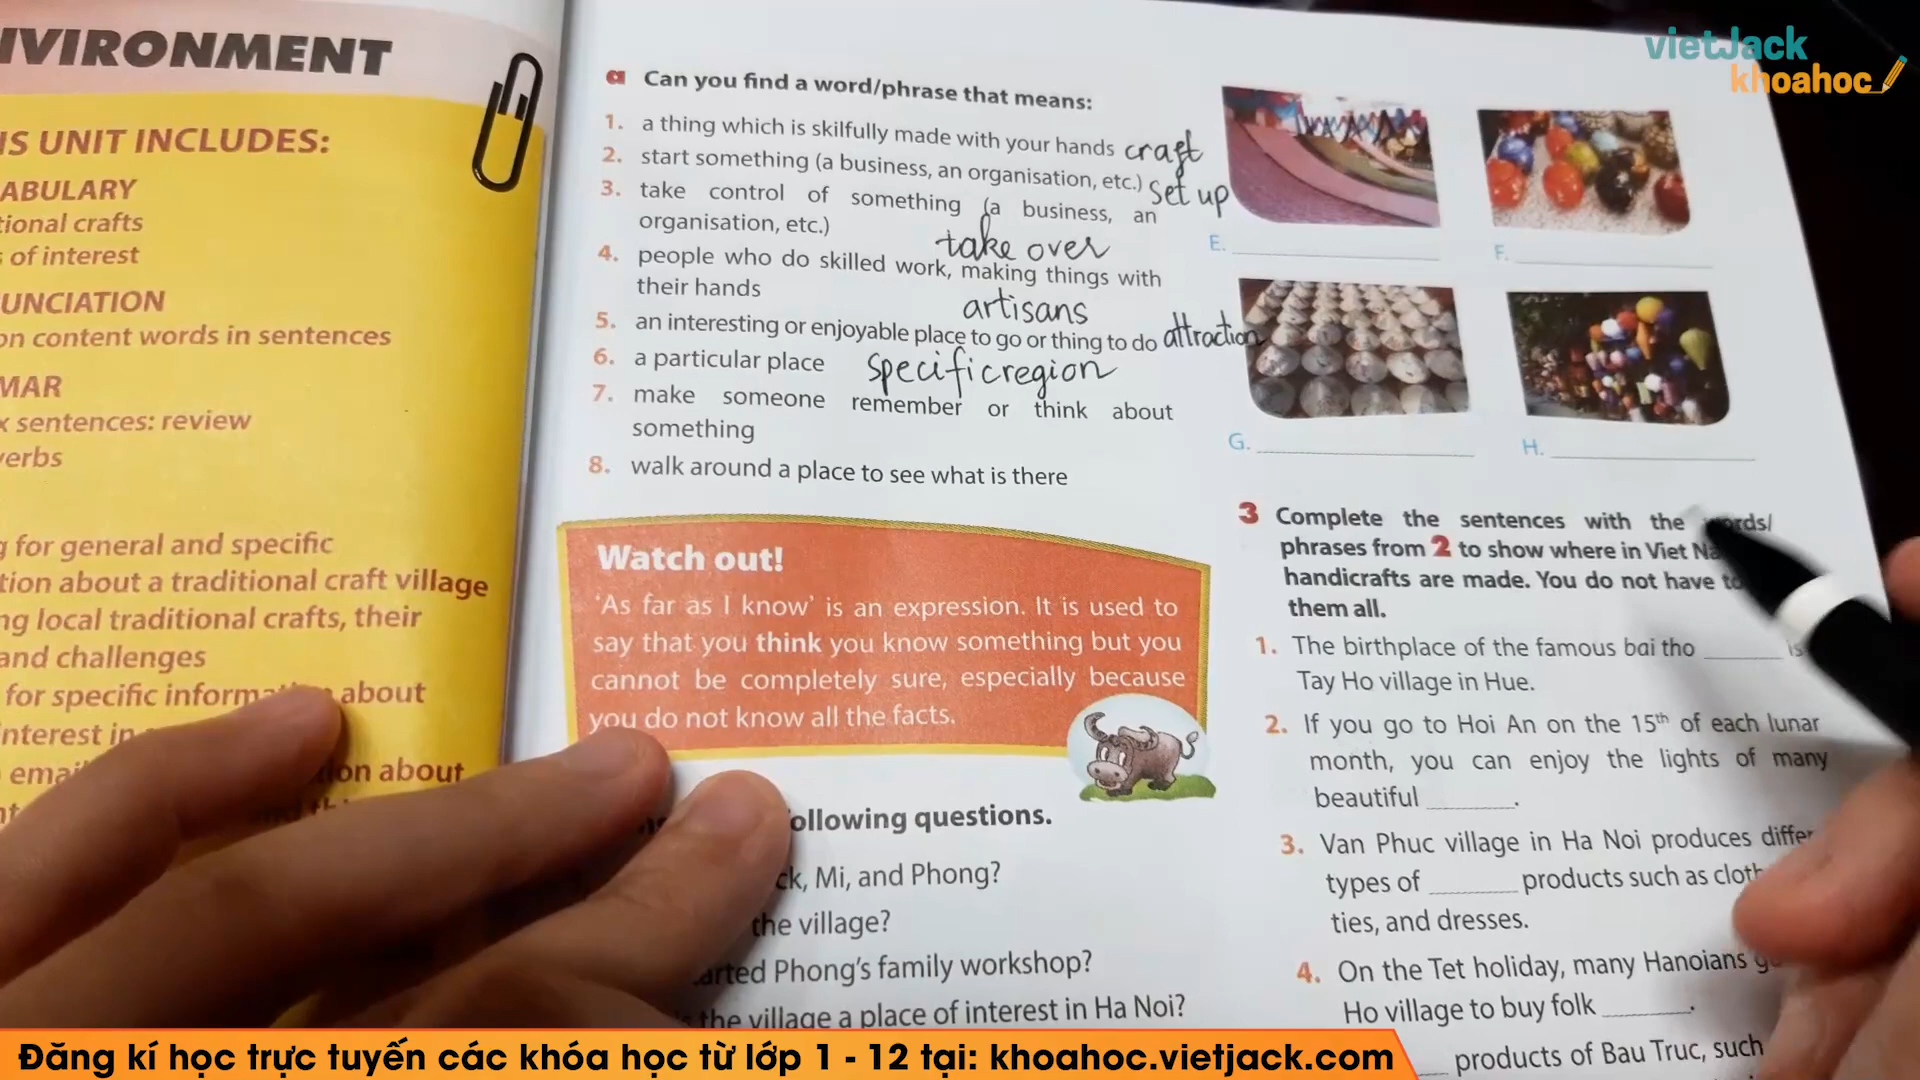 VIRONMENT
IS UNIT INCLUDES:
ABULARY
tional crafts
of interest
UNCIATION
on content words in sentences
MAR
x sentences: review
verbs
g for general and specific
tion about a traditional craft village
ng local traditional crafts, their
and challenges
for specific about
nterest in
about
a Can you find a word/phrase that means:
1. a thing which is skilfully made with your hands craft
2. start something (a business, an organisation, etc.) Set up
3. take control of something (a business, an
organisation, etc.) take over
4. people who do skilled work, making things with
their hands artisans
5. an interesting or enjoyable place to go or thing to do attraction
6. a particular place specific region
7. make someone remember or think about
something
8. walk around a place to see what is there
Watch out!
'As far as I know' is an expression. It is used to
say that you think you know something but you
cannot be completely sure, especially because
you do not know all the facts.
ollowing questions.
ck, Mi, and Phong?
the village?
arted Phong's family workshop?
the village a place of interest in Ha Noi?
vietJack
khoahoc
E.
F.
G.
H.
3 Complete the sentences with the words/
phrases from 2 to show where in Viet Na
handicrafts are made. You do not have to
them all.
1. The birthplace of the famous bai tho ______ is
Tay Ho village in Hue.
2. If you go to Hoi An on the 15th of each lunar
month, you can enjoy the lights of many
beautiful ______.
3. Van Phuc village in Ha Noi produces differ
types of ______ products such as cloth
ties, and dresses.
4. On the Tet holiday, many Hanoians g
Ho village to buy folk ______.
products of Bau Truc, such
Đăng kí học trực tuyến các khóa học từ lớp 1 - 12 tại: khoahoc.vietjack.com